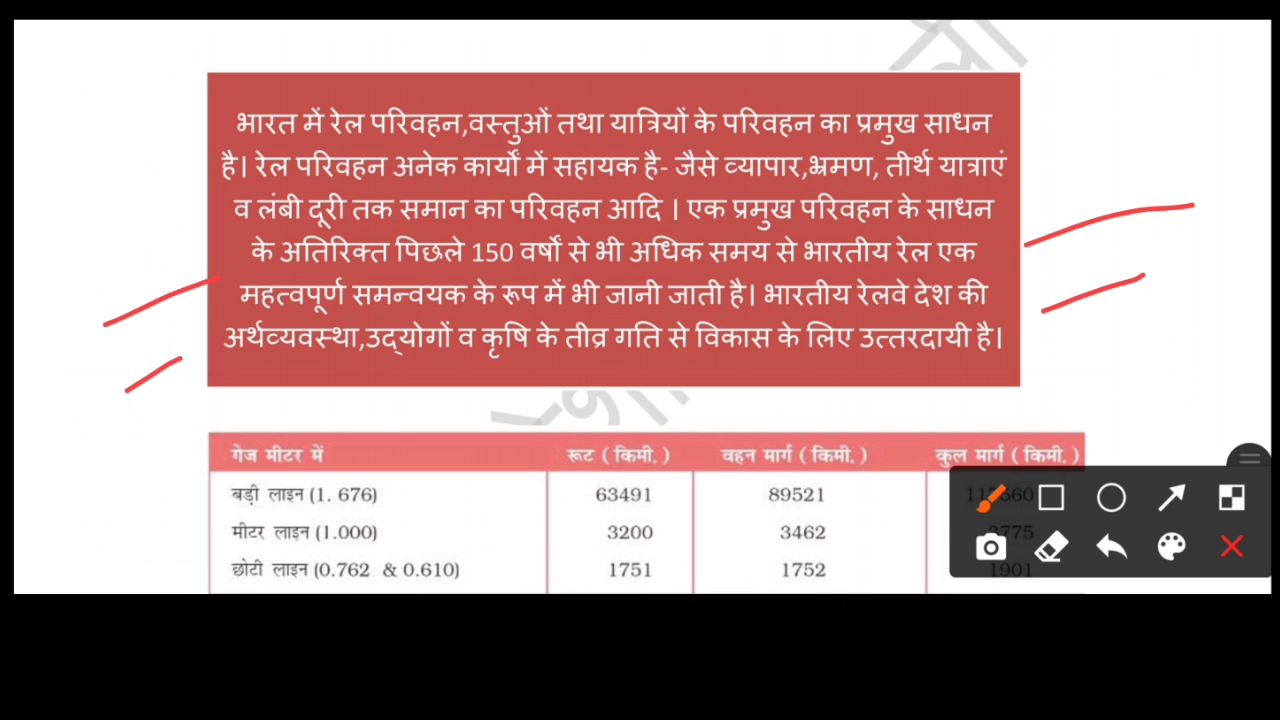 भारत में रेल परिवहन,वस्तुओं तथा यात्रियों के परिवहन का प्रमुख साधन
है। रेल परिवहन अनेक कार्यों में सहायक है- जैसे व्यापार,भ्रमण, तीर्थ यात्राएं
व लंबी दूरी तक समान का परिवहन आदि । एक प्रमुख परिवहन के साधन
के अतिरिक्त पिछले 150 वर्षों से भी अधिक समय से भारतीय रेल एक
महत्वपूर्ण समन्वयक के रूप में भी जानी जाती है। भारतीय रेलवे देश की
अर्थव्यवस्था,उद्योगों व कृषि के तीव्र गति से विकास के लिए उत्तरदायी है।
गेज मीटर में रूट ( किमी. ) वहन मार्ग ( किमी. ) कुल मार्ग ( किमी. )
बड़ी लाइन (1. 676) 63491 89521
मीटर लाइन (1.000) 3200 3462
छोटी लाइन (0.762 & 0.610) 1751 1752 1901